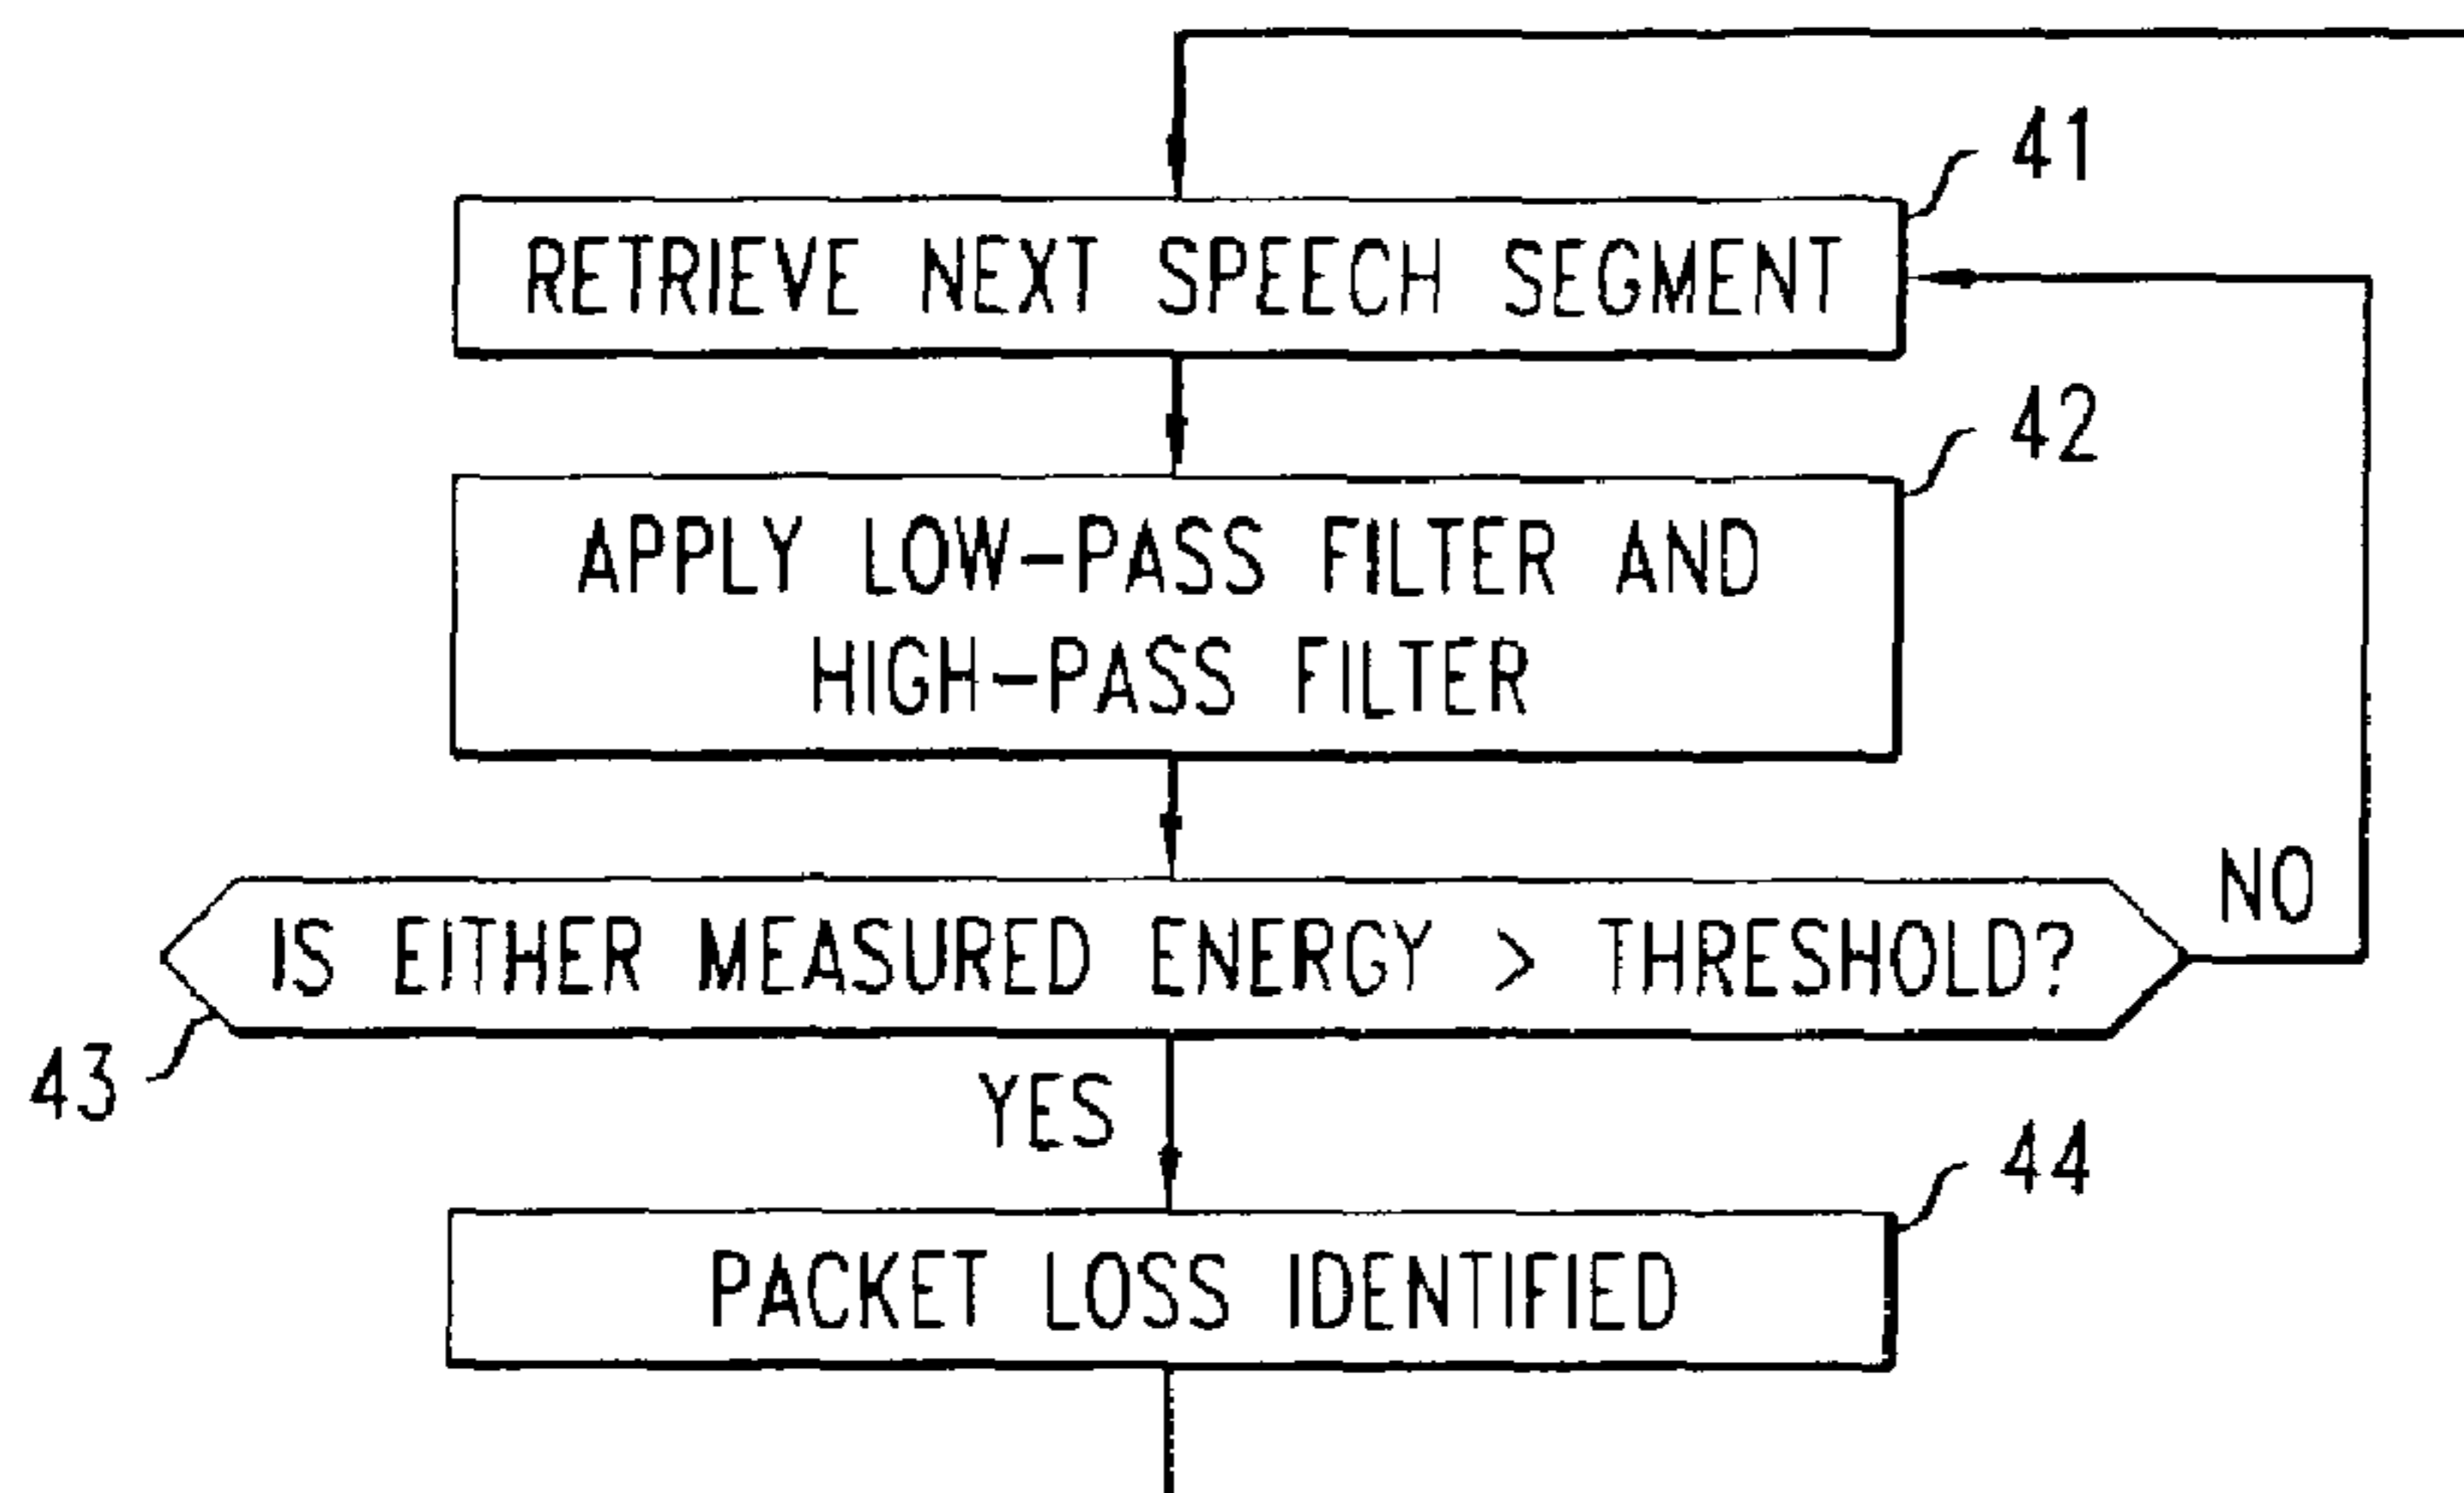 41
RETRIEVE NEXT SPEECH SEGMENT
42
APPLY LOW-PASS FILTER AND
HIGH-PASS FILTER
NO
IS EITHER MEASURED ENERGY > THRESHOLD?
43
YES
44
PACKET LOSS IDENTIFIED